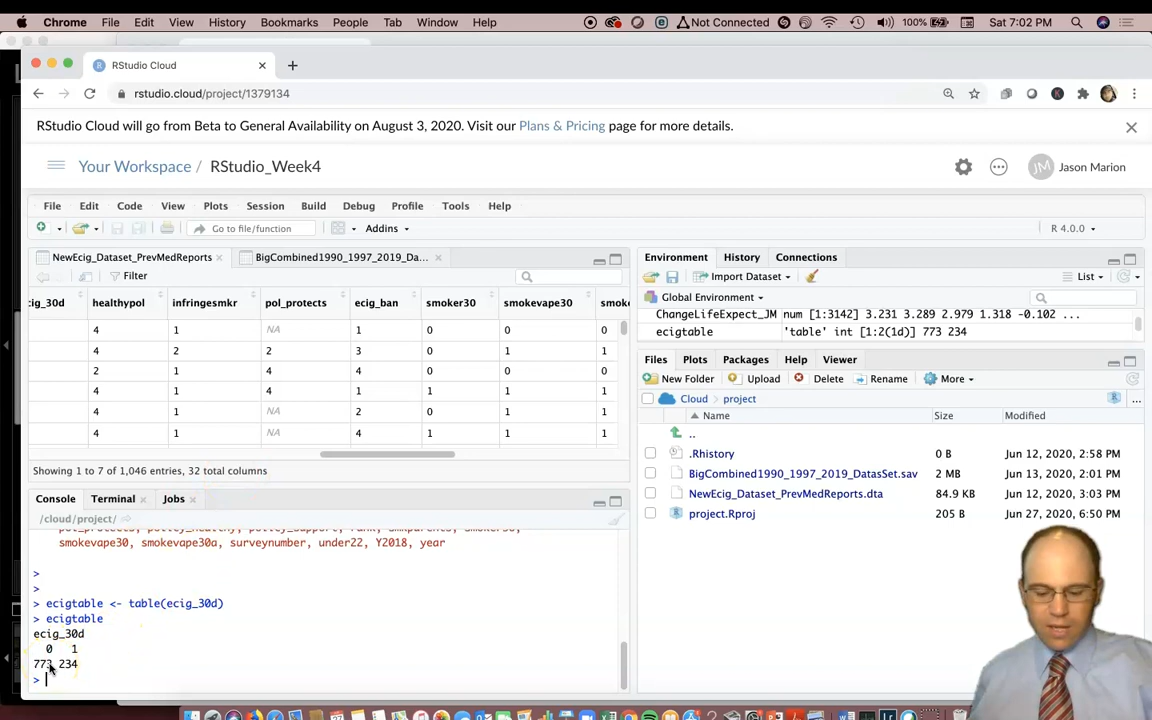 Chrome File Edit View History Bookmarks People Tab Window Help Not Connected 100% Sat 7:02 PM
RStudio Cloud
rstudio.cloud/project/1379134
RStudio Cloud will go from Beta to General Availability on August 3, 2020. Visit our Plans & Pricing page for more details.
Your Workspace / RStudio_Week4 JM Jason Marion
File Edit Code View Plots Session Build Debug Profile Tools Help
Go to file/function Addins R 4.0.0
NewEcig_Dataset_PrevMedReports BigCombined1990_1997_2019_Da...
Filter
cig_30d healthypol infringesmkr pol_protects ecig_ban smoker30 smokevape30 smoke
4 1 NA 1 0 0 0
4 2 2 3 0 1 1
2 1 4 4 0 0 0
4 1 4 1 1 1 1
4 1 NA 2 0 1 1
4 1 NA 4 1 1 1
Showing 1 to 7 of 1,046 entries, 32 total columns
Console Terminal Jobs
/cloud/project/
smokevape30, smokevape30a, surveynumber, under22, Y2018, year
>
>
> ecigtable <- table(ecig_30d)
> ecigtable
ecig_30d
0 1
773 234
>
Environment History Connections
Import Dataset List
Global Environment
ChangeLifeExpect_JM num [1:3142] 3.231 3.289 2.979 1.318 -0.102 ...
ecigtable 'table' int [1:2(1d)] 773 234
Files Plots Packages Help Viewer
New Folder Upload Delete Rename More
Cloud project ...
Name Size Modified
..
.Rhistory 0 B Jun 12, 2020, 2:58 PM
BigCombined1990_1997_2019_DatasSet.sav 2 MB Jun 13, 2020, 2:01 PM
NewEcig_Dataset_PrevMedReports.dta 84.9 KB Jun 12, 2020, 3:03 PM
project.Rproj 205 B Jun 27, 2020, 6:50 PM